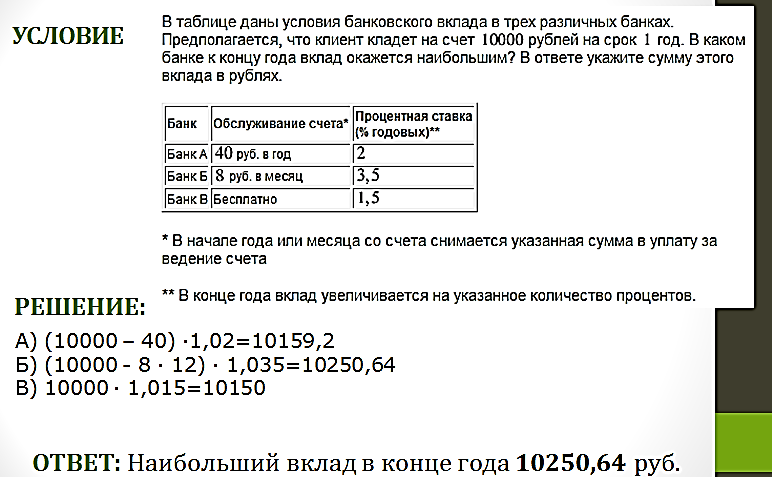 УСЛОВИЕ
В таблице даны условия банковского вклада в трех различных банках.
Предполагается, что клиент кладет на счет 10000 рублей на срок 1 год. В каком
банке к концу года вклад окажется наибольшим? В ответе укажите сумму этого
вклада в рублях.
Банк Обслуживание счета* Процентная ставка
(% годовых)**
Банк А 40 руб. в год 2
Банк Б 8 руб. в месяц 3,5
Банк В Бесплатно 1,5
* В начале года или месяца со счета снимается указанная сумма в уплату за
ведение счета
** В конце года вклад увеличивается на указанное количество процентов.
РЕШЕНИЕ:
А) (10000 – 40) ·1,02=10159,2
Б) (10000 - 8 · 12) · 1,035=10250,64
В) 10000 · 1,015=10150
ОТВЕТ: Наибольший вклад в конце года 10250,64 руб.